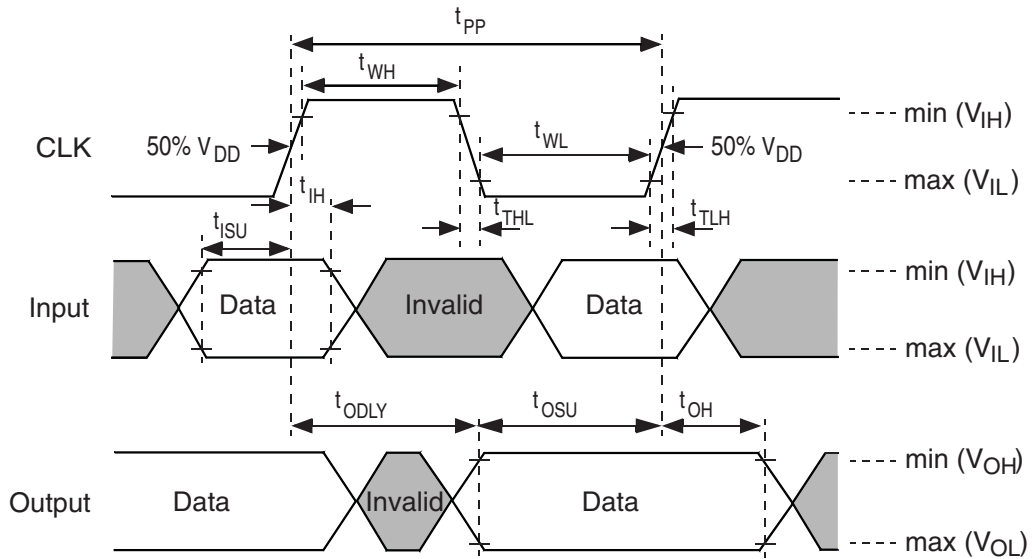 tPP
tWH
min (VIH)
CLK
50% VDD
tWL
50% VDD
max (VIL)
tIH
tTHL
tTLH
tISU
min (VIH)
Input
Data
Invalid
Data
max (VIL)
tODLY
tOSU
tOH
min (VOH)
Output
Data
Invalid
Data
max (VOL)